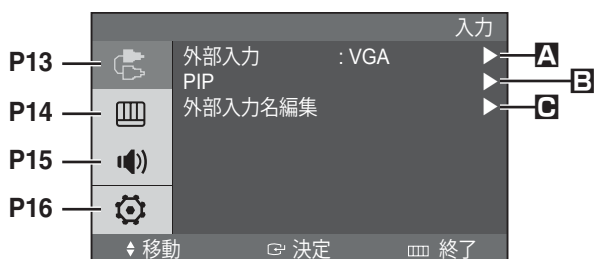 入力
P13
外部入力 : VGA
A
PIP
B
P14
外部入力名編集
C
P15
P16
移動 決定 終了